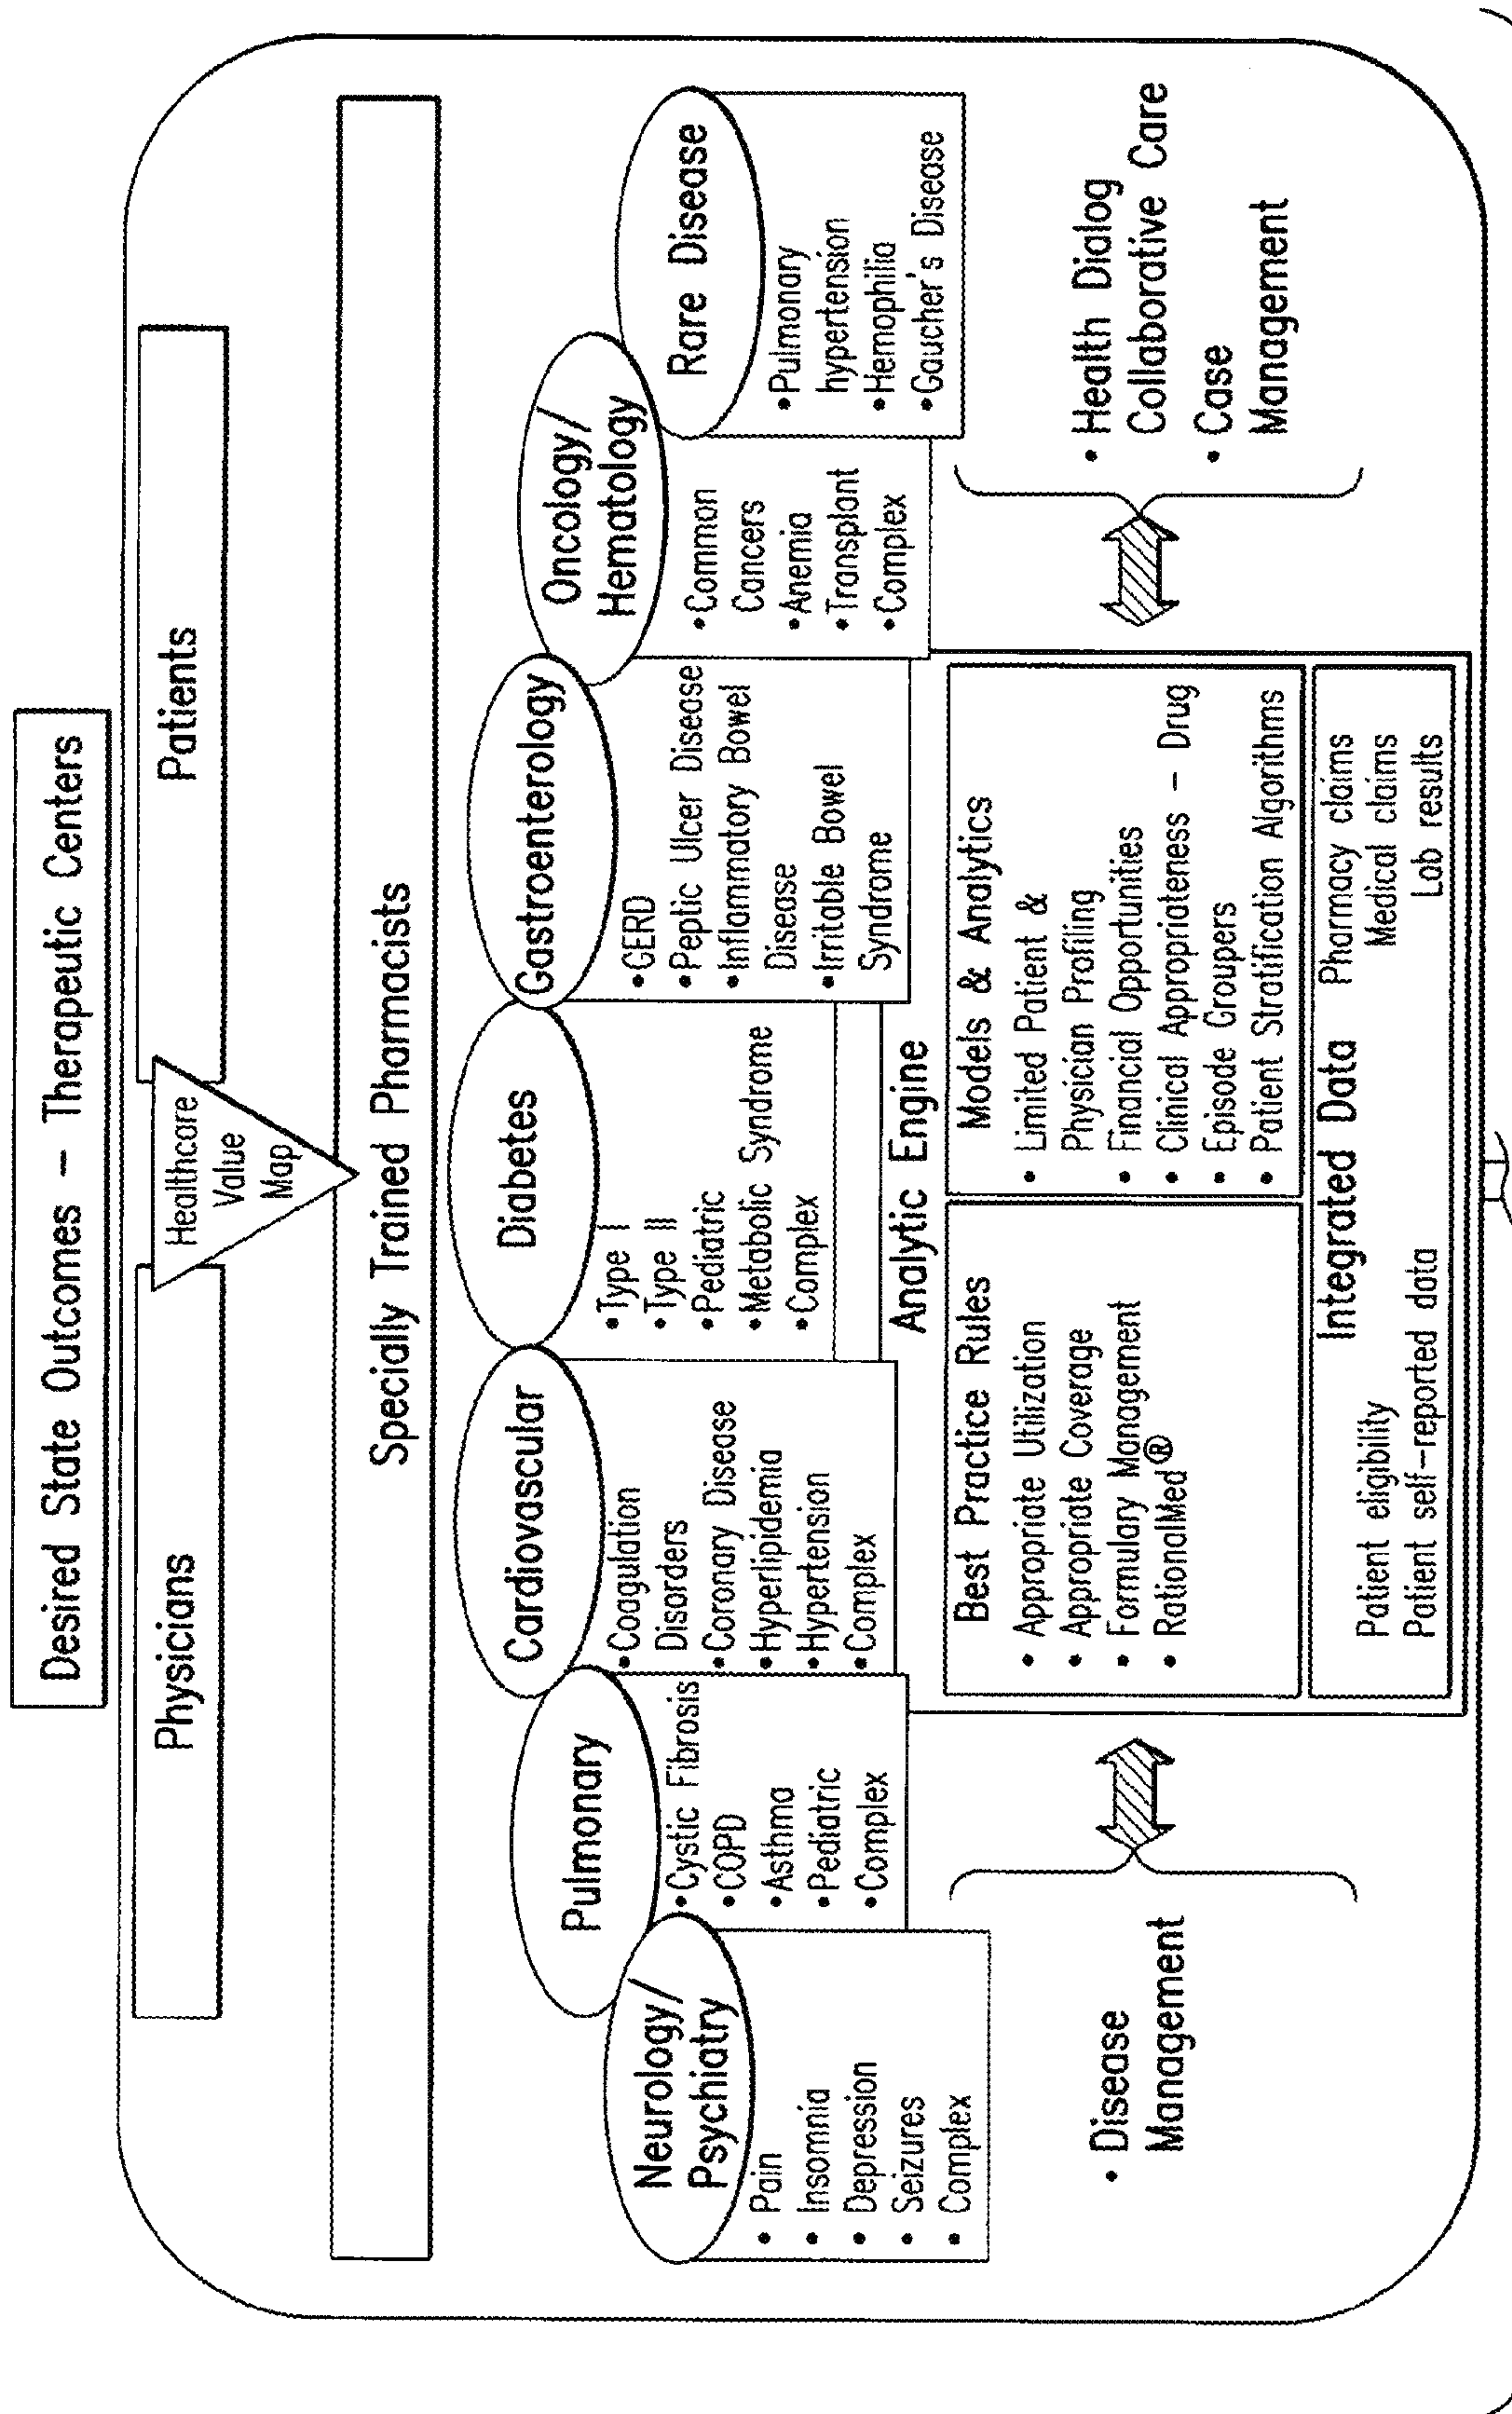 Desired State Outcomes – Therapeutic Centers
Physicians
Healthcare
Value
Map
Patients
Specially Trained Pharmacists
Neurology/
Psychiatry
• Pain
• Insomnia
• Depression
• Seizures
• Complex
Pulmonary
•Cystic Fibrosis
•COPD
•Asthma
•Pediatric
•Complex
Cardiovascular
•Coagulation
Disorders
•Coronary Disease
•Hyperlipidemia
•Hypertension
•Complex
Diabetes
•Type I
•Type II
•Pediatric
•Metabolic Syndrome
•Complex
Gastroenterology
•GERD
•Peptic Ulcer Disease
•Inflammatory Bowel
Disease
•Irritable Bowel
Syndrome
Oncology/
Hematology
•Common
Cancers
•Anemia
•Transplant
•Complex
Rare Disease
•Pulmonary
hypertension
•Hemophilia
•Gaucher's Disease
• Disease
Management
Analytic Engine
Best Practice Rules
• Appropriate Utilization
• Appropriate Coverage
• Formulary Management
• RationalMed®
Models & Analytics
• Limited Patient &
Physician Profiling
• Financial Opportunities
• Clinical Appropriateness – Drug
• Episode Groupers
• Patient Stratification Algorithms
Integrated Data
Patient eligibility
Patient self-reported data
Pharmacy claims
Medical claims
Lab results
• Health Dialog
Collaborative Care
• Case
Management